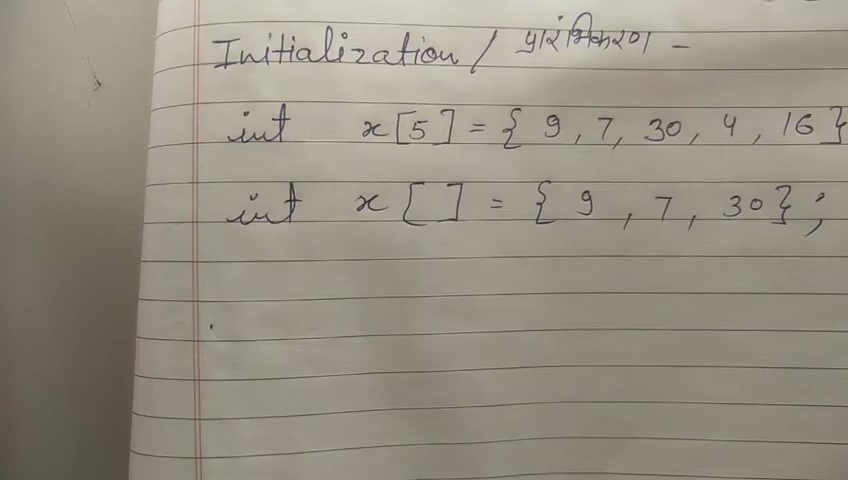 Initialization / प्रारंभिकरण -
int x[5] = { 9, 7, 30, 4, 16}
int x[ ] = { 9, 7, 30};